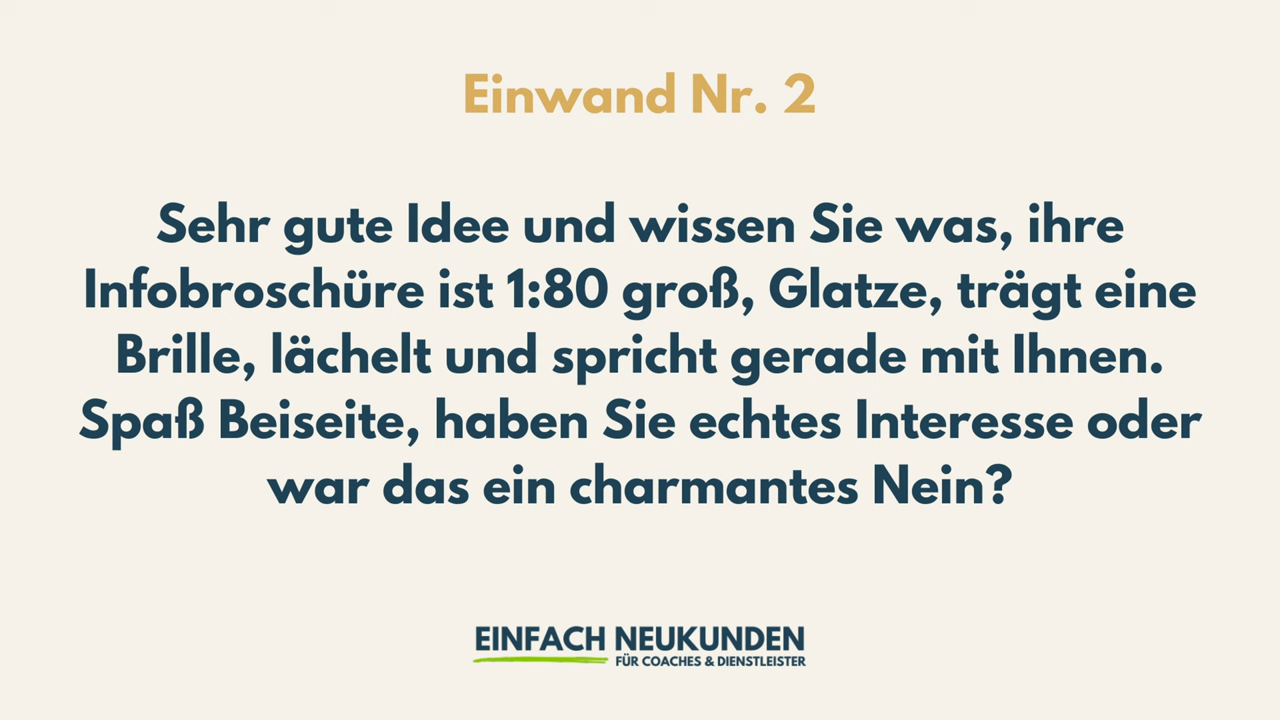 Einwand Nr. 2
Sehr gute Idee und wissen Sie was, ihre
Infobroschüre ist 1:80 groß, Glatze, trägt eine
Brille, lächelt und spricht gerade mit Ihnen.
Spaß Beiseite, haben Sie echtes Interesse oder
war das ein charmantes Nein?
EINFACH NEUKUNDEN
FÜR COACHES & DIENSTLEISTER